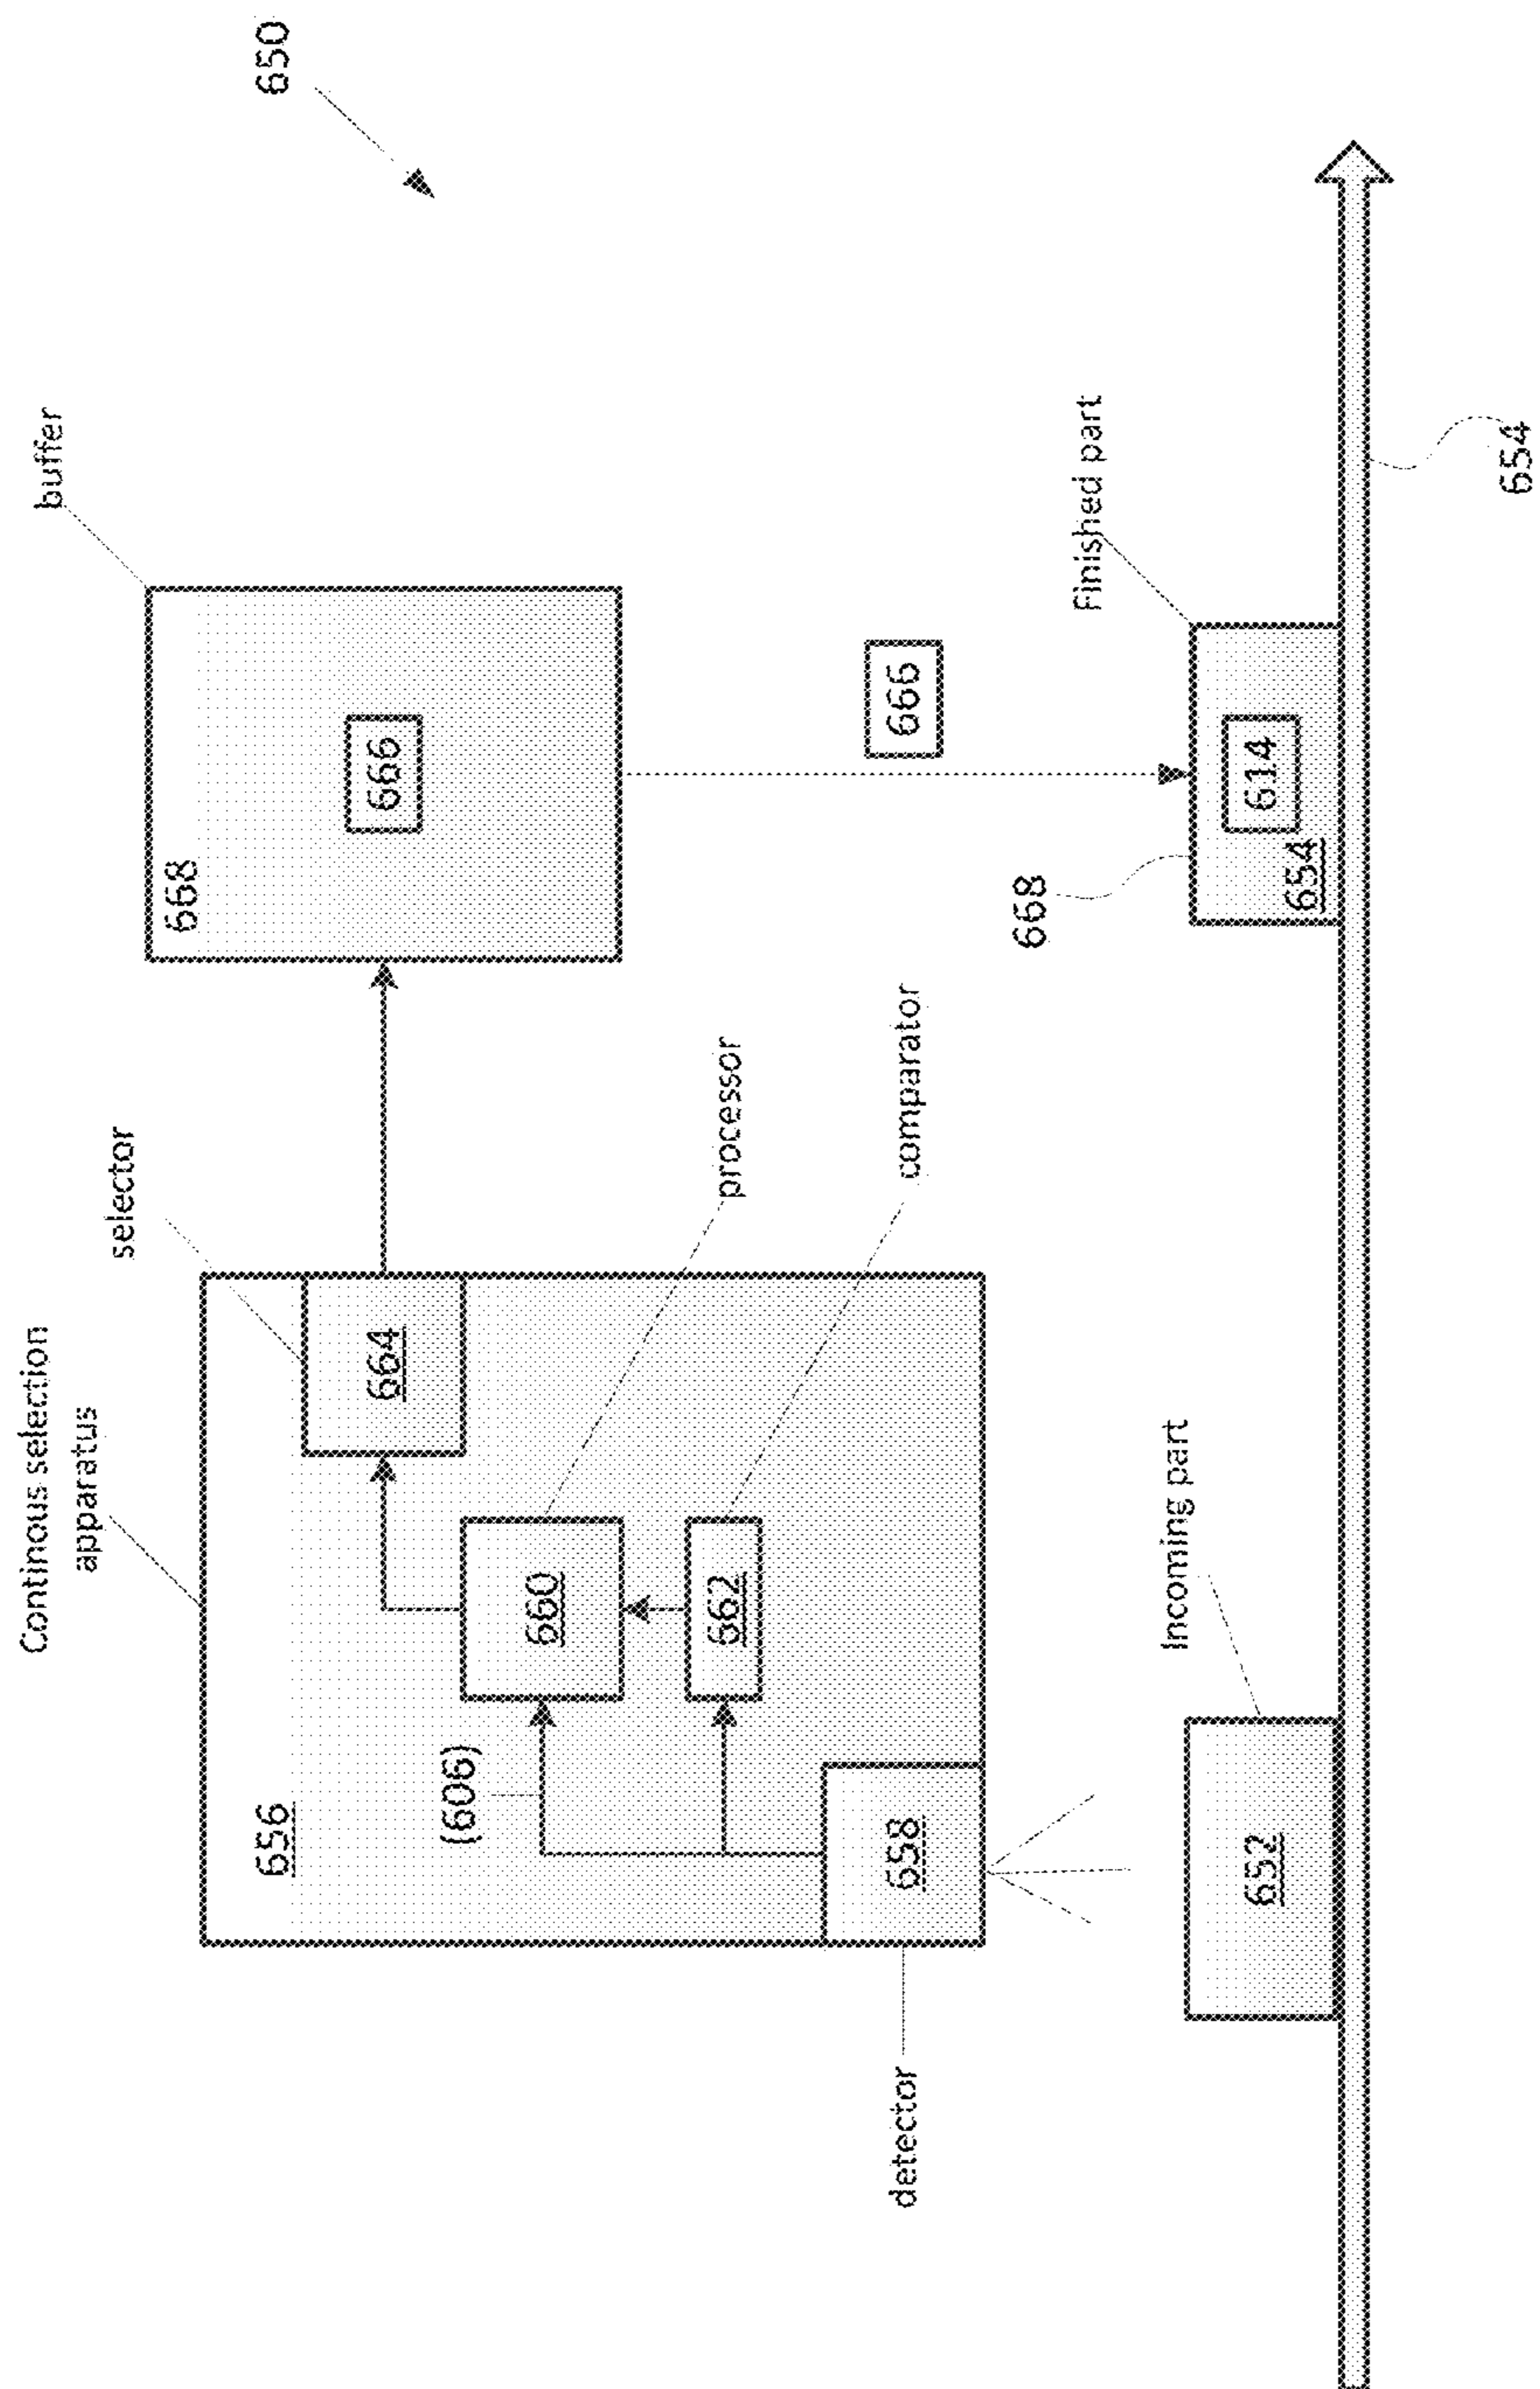 650
buffer
668
666
selector
Continous selection
apparatus
656
664
(606)
660
processor
662
comparator
658
detector
666
Finished part
668
614
654
Incoming part
652
654